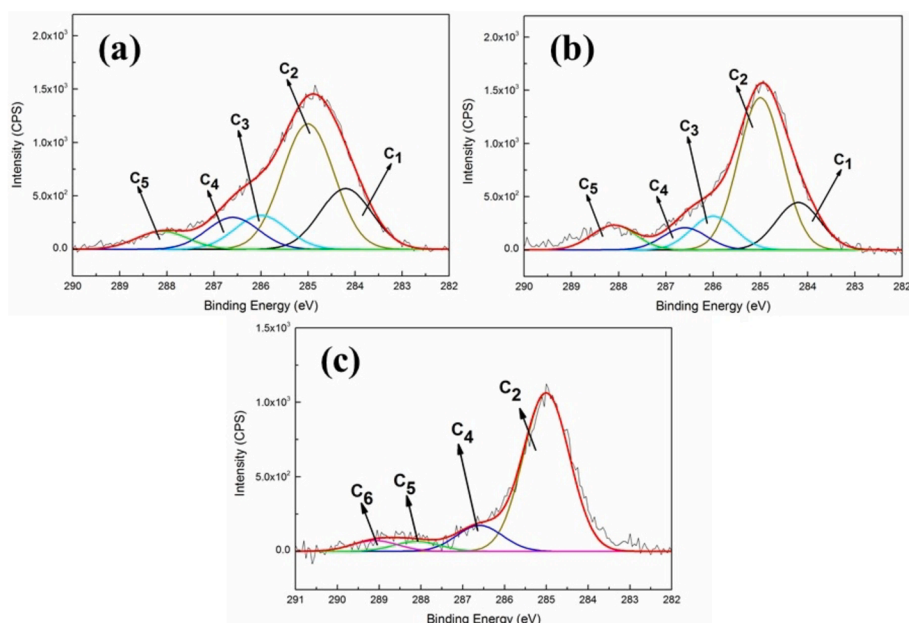 (a)
2.0x10³
1.5x10³
1.0x10³
5.0x10²
0.0
Intensity (CPS)
C₁
C₂
C₃
C₄
C₅
290 289 288 287 286 285 284 283 282
Binding Energy (eV)
(b)
2.0x10³
1.5x10³
1.0x10³
5.0x10²
0.0
Intensity (CPS)
C₁
C₂
C₃
C₄
C₅
290 289 288 287 286 285 284 283 282
Binding Energy (eV)
(c)
1.5x10³
1.0x10³
5.0x10²
0.0
Intensity (CPS)
C₂
C₄
C₅
C₆
291 290 289 288 287 286 285 284 283 282
Binding Energy (eV)